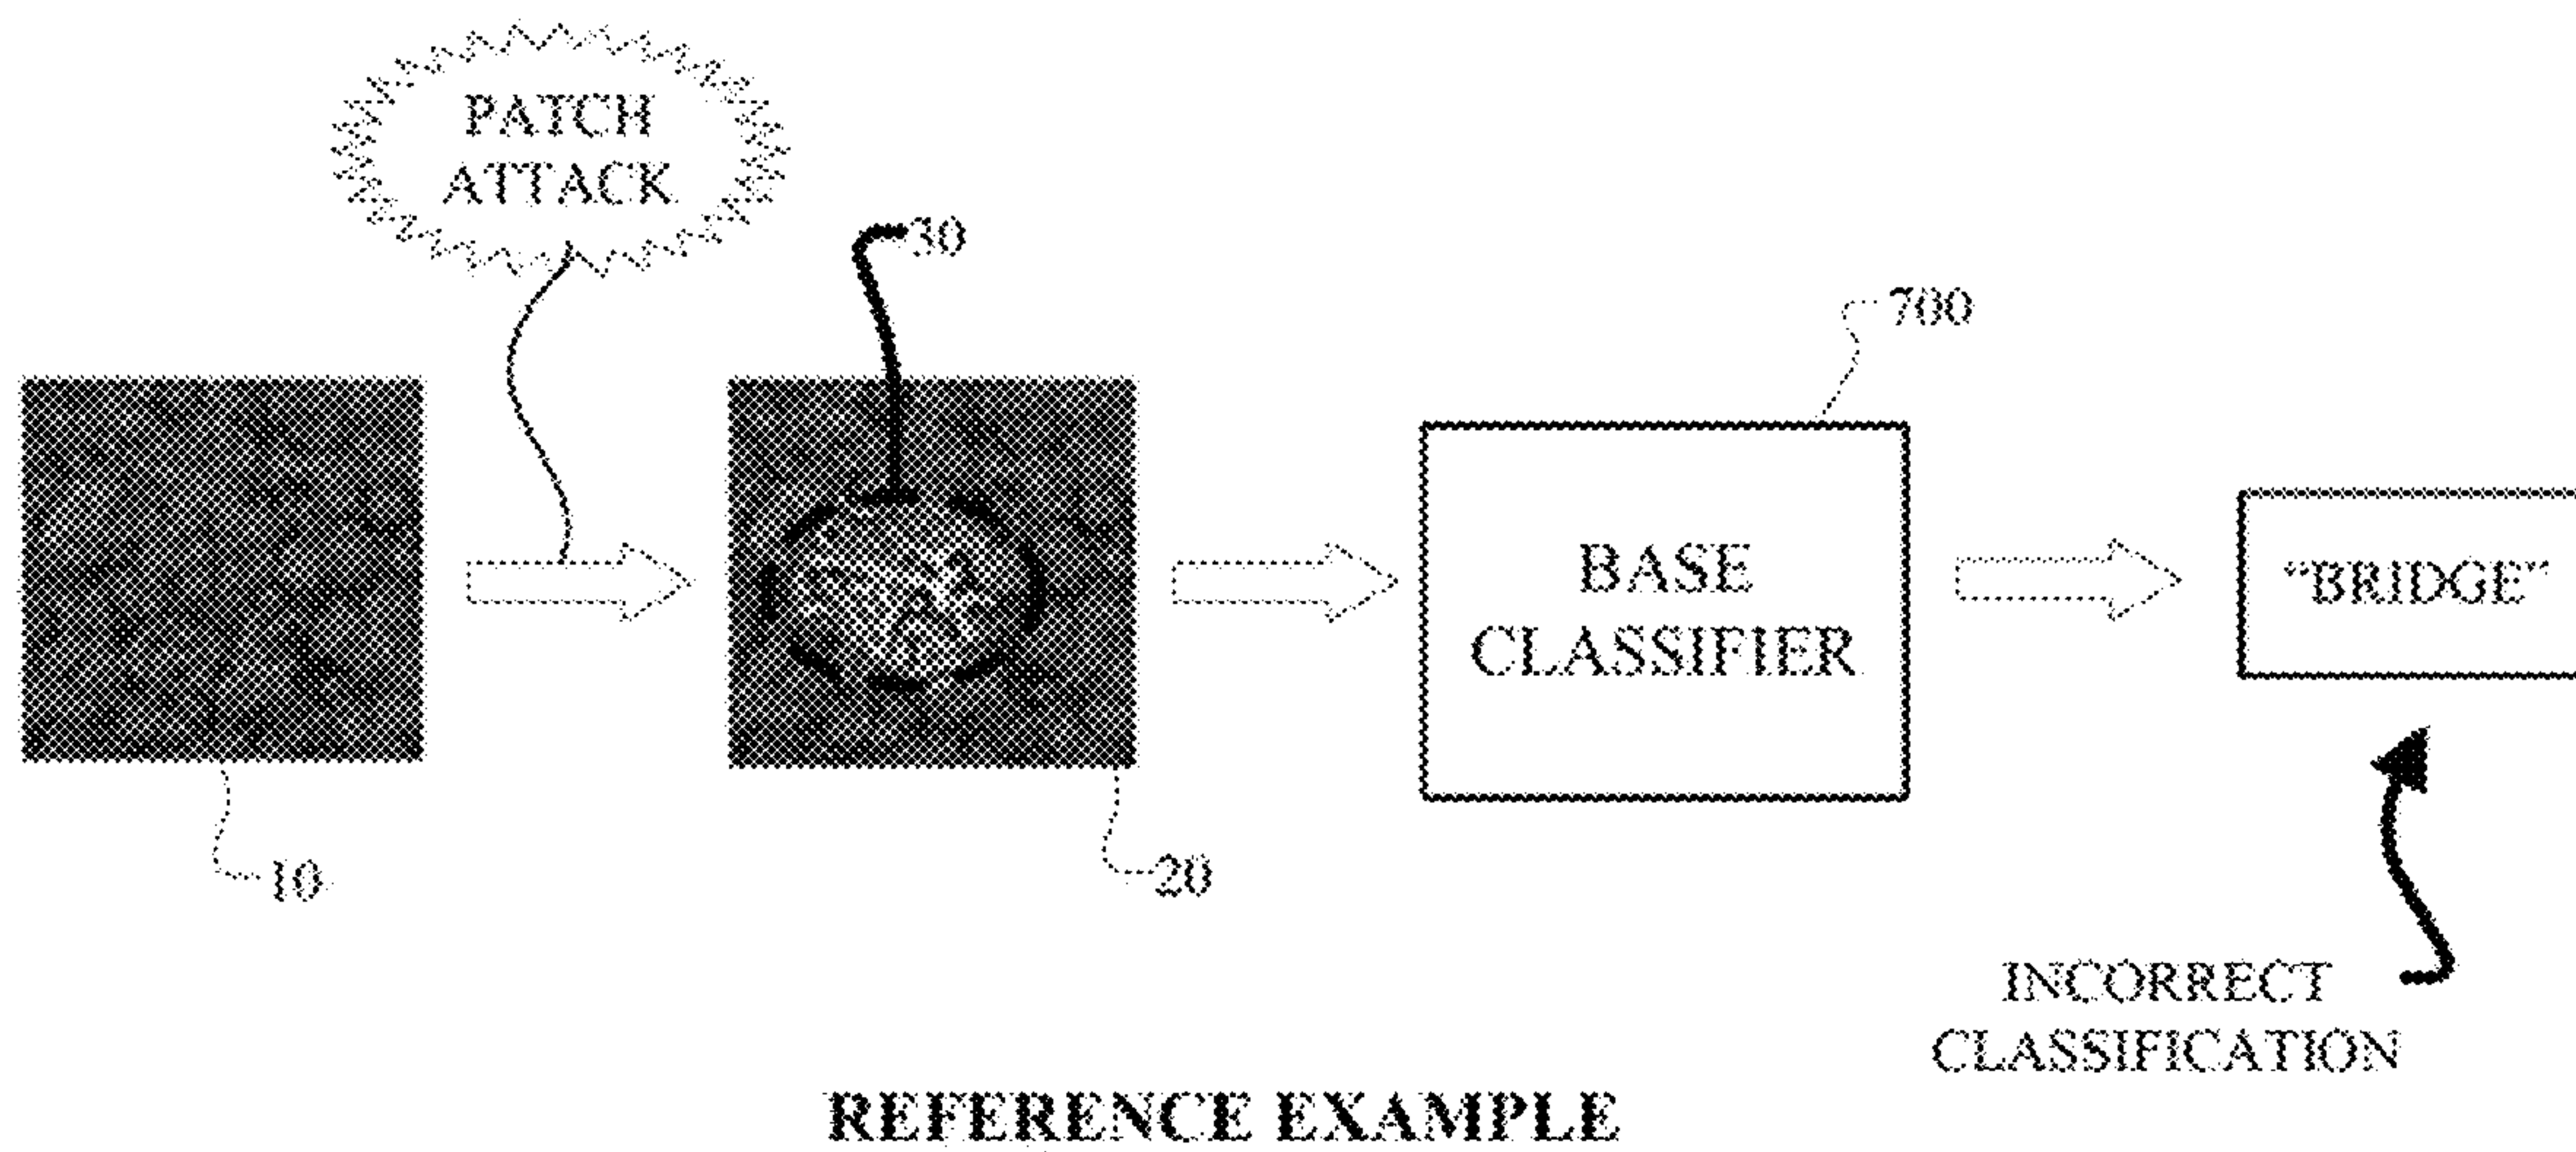 PATCH
ATTACK
30
700
BASE
CLASSIFIER
“BRIDGE”
10
20
INCORRECT
CLASSIFICATION
REFERENCE EXAMPLE